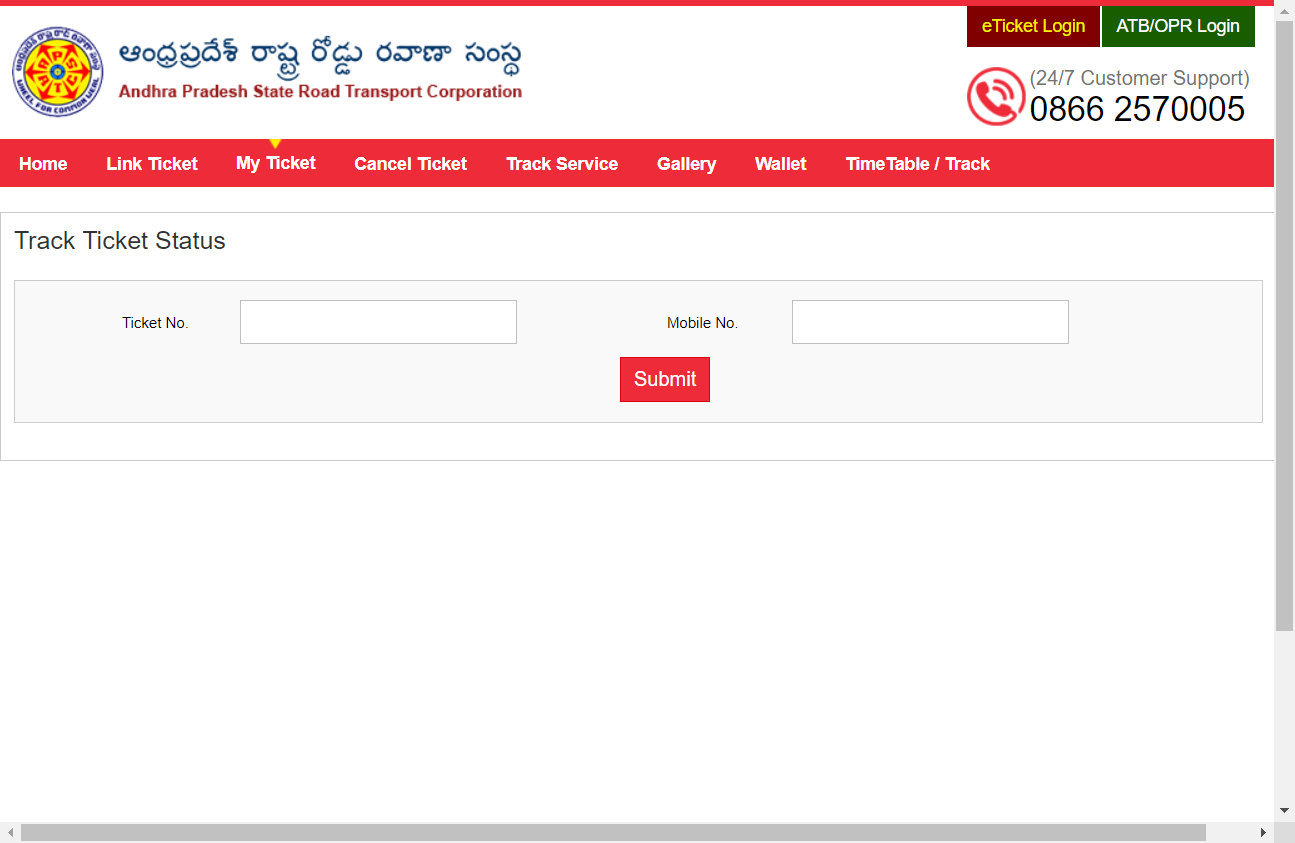 eTicket Login
ATB/OPR Login
ఆంధ్రప్రదేశ్ రాష్ట్ర రోడ్డు రవాణా సంస్థ
Andhra Pradesh State Road Transport Corporation
(24/7 Customer Support)
0866 2570005
Home Link Ticket My Ticket Cancel Ticket Track Service Gallery Wallet TimeTable / Track
Track Ticket Status
Ticket No. Mobile No.
Submit